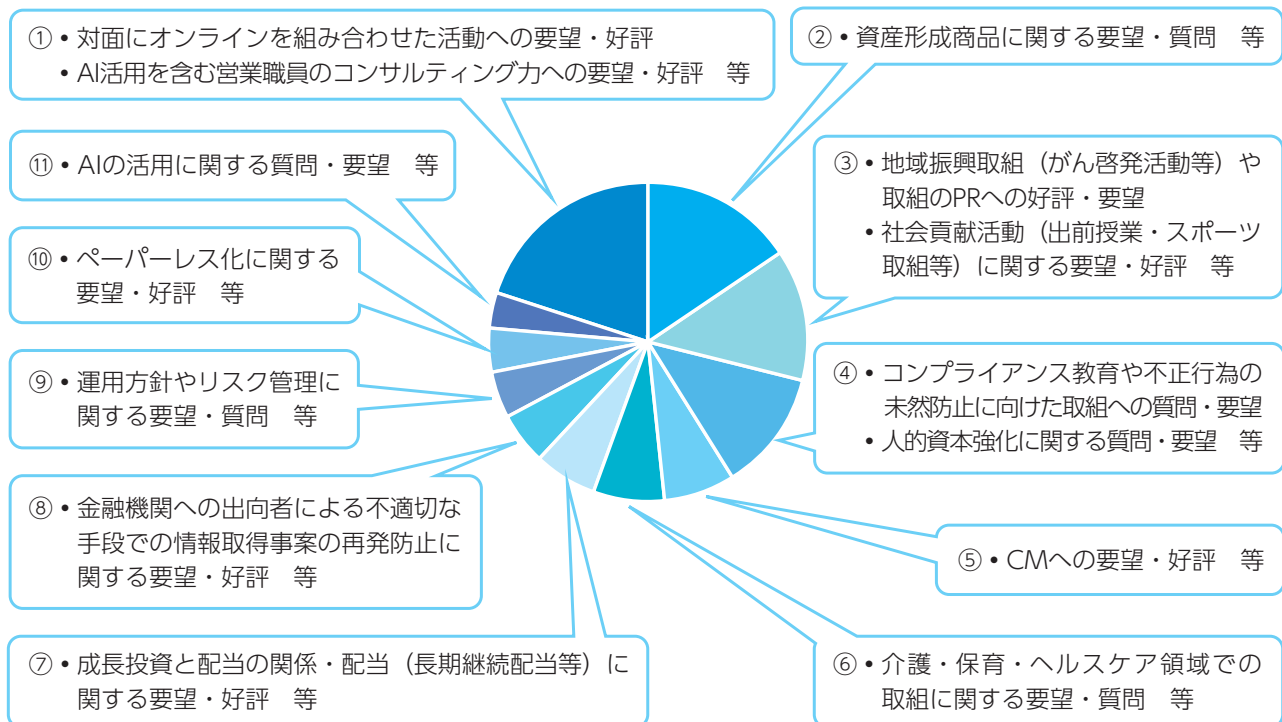 ①•対面にオンラインを組み合わせた活動への要望・好評
•AI活用を含む営業職員のコンサルティング力への要望・好評　等
②•資産形成商品に関する要望・質問　等
③•地域振興取組（がん啓発活動等）や
取組のPRへの好評・要望
•社会貢献活動（出前授業・スポーツ
取組等）に関する要望・好評　等
④•コンプライアンス教育や不正行為の
未然防止に向けた取組への質問・要望
•人的資本強化に関する質問・要望　等
⑤•CMへの要望・好評　等
⑥•介護・保育・ヘルスケア領域での
取組に関する要望・質問　等
⑦•成長投資と配当の関係・配当（長期継続配当等）に
関する要望・好評　等
⑧•金融機関への出向者による不適切な
手段での情報取得事案の再発防止に
関する要望・好評　等
⑨•運用方針やリスク管理に
関する要望・質問　等
⑩•ペーパーレス化に関する
要望・好評　等
⑪•AIの活用に関する質問・要望　等